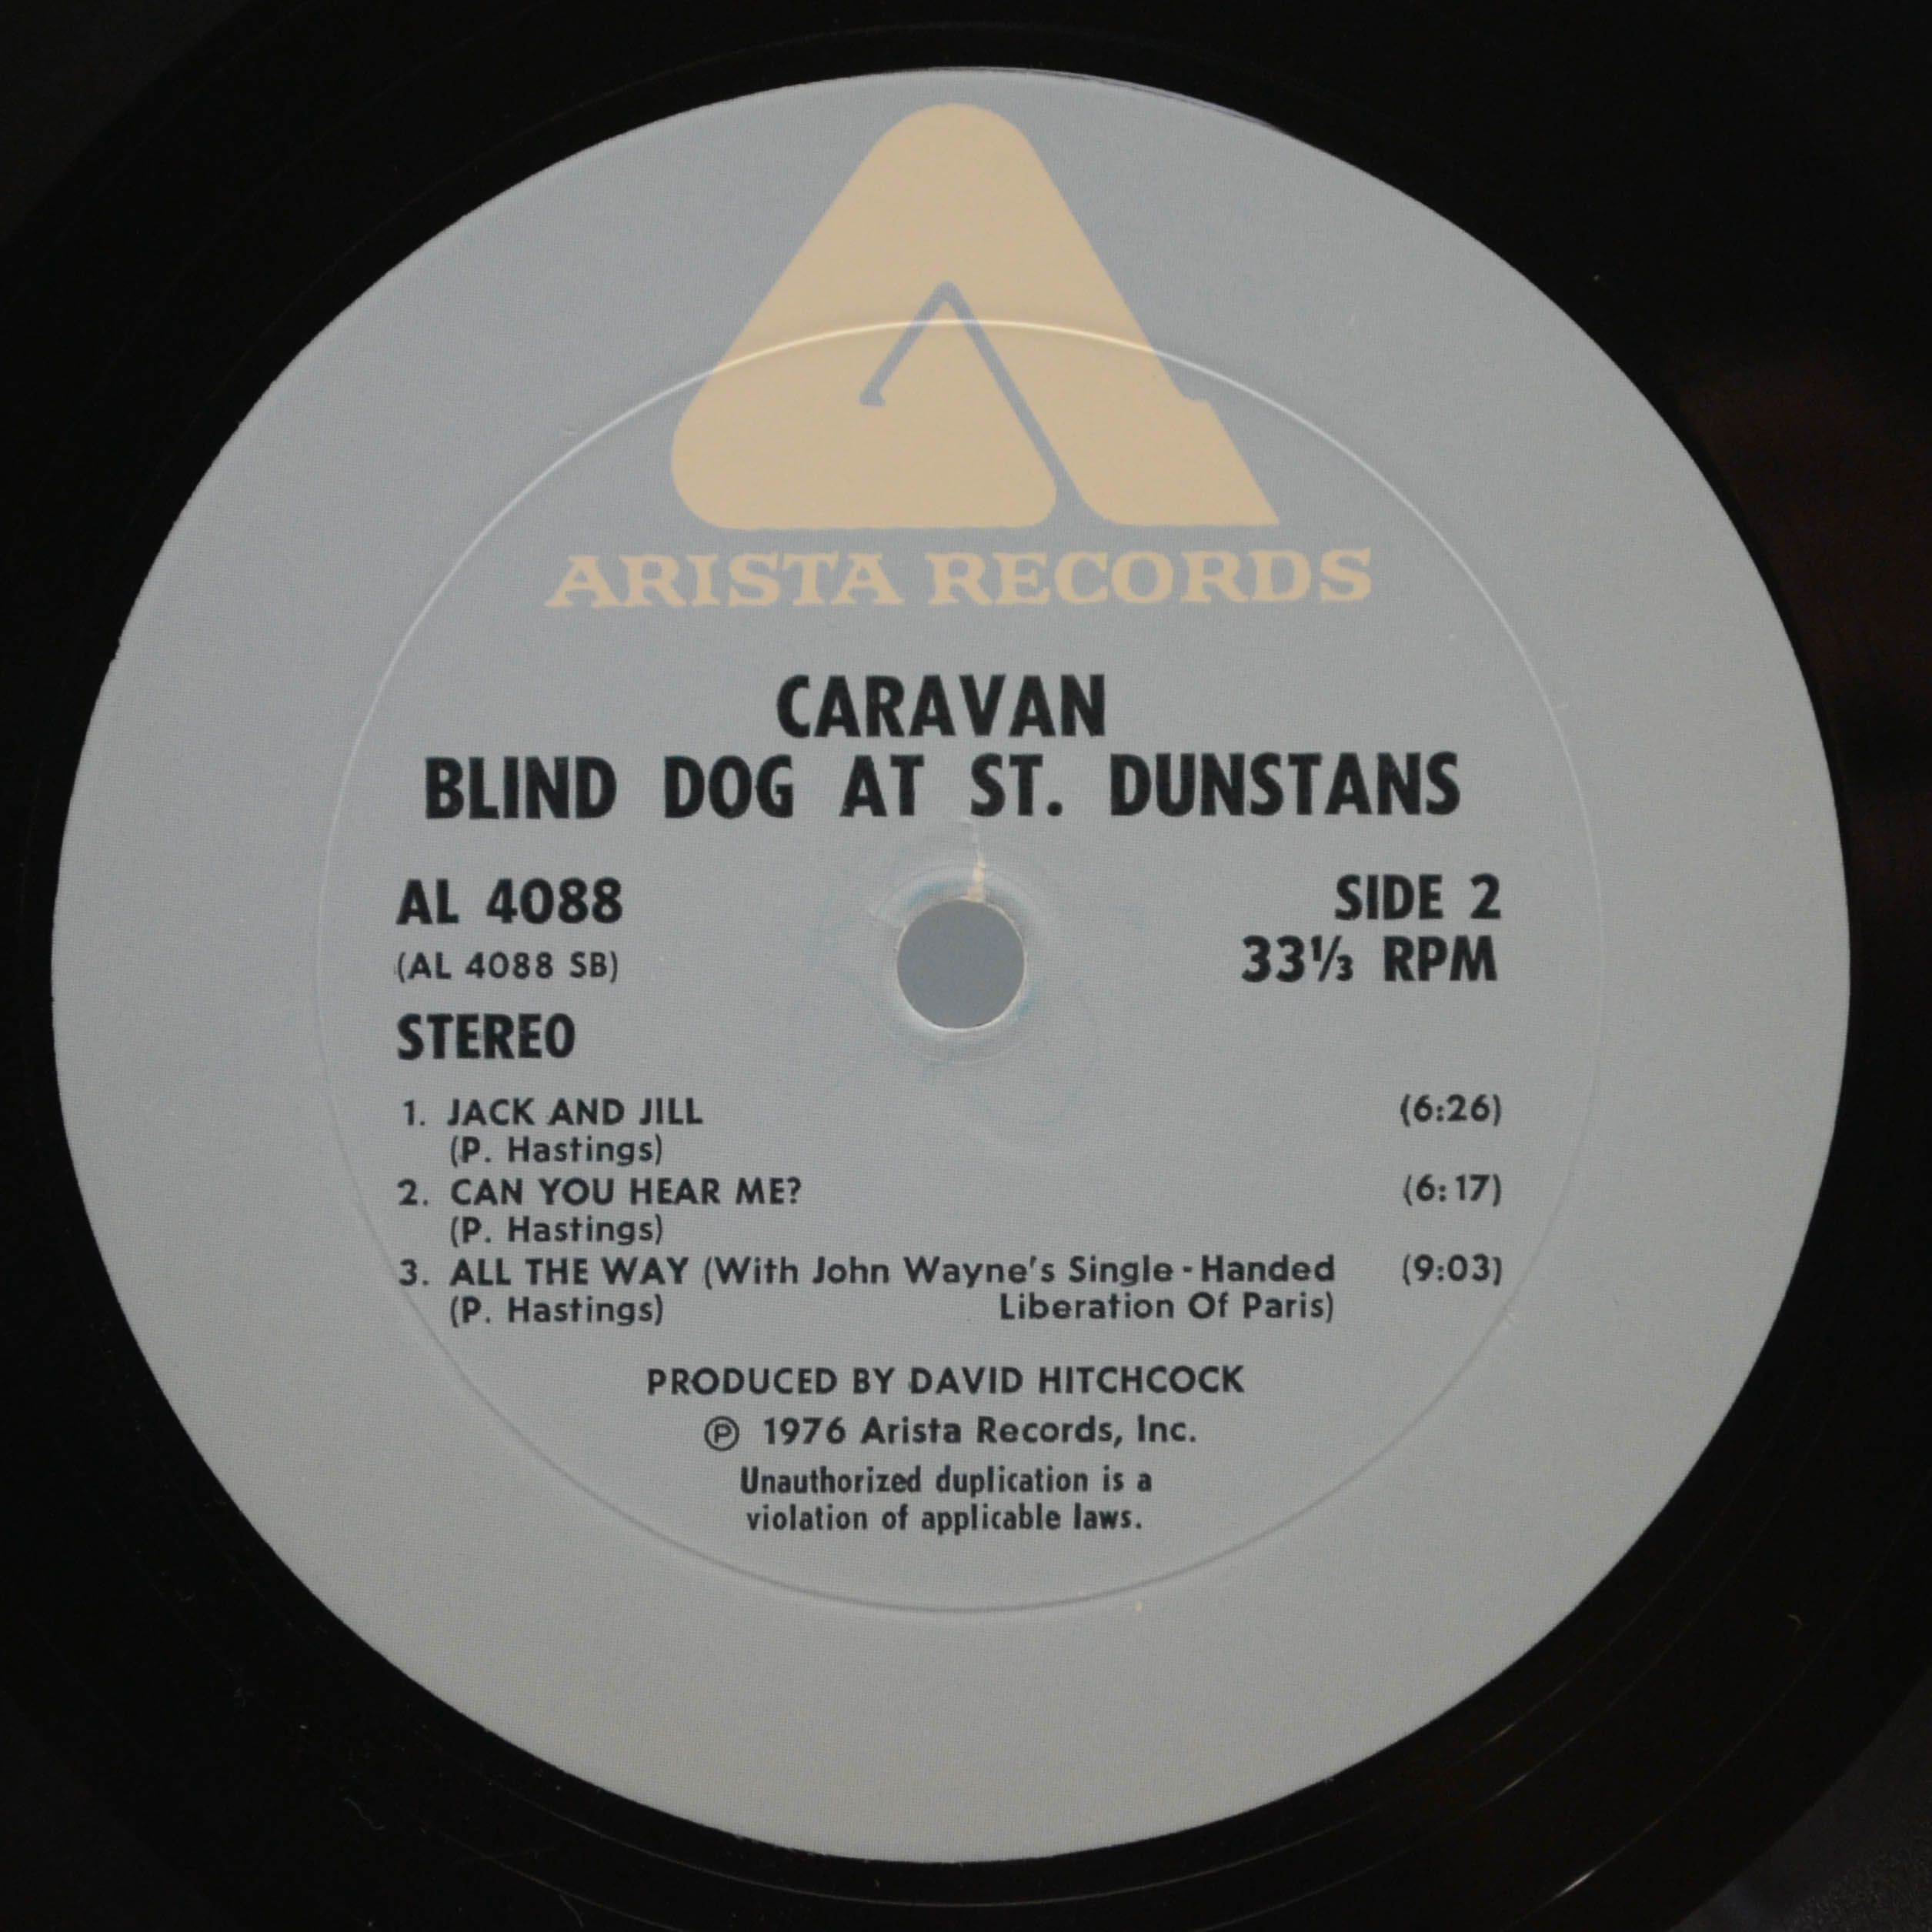 ARISTA RECORDS
CARAVAN
BLIND DOG AT ST. DUNSTANS
AL 4088
(AL 4088 SB)
STEREO
SIDE 2
33⅓ RPM
1. JACK AND JILL (6:26)
(P. Hastings)
2. CAN YOU HEAR ME? (6:17)
(P. Hastings)
3. ALL THE WAY (With John Wayne's Single-Handed (9:03)
(P. Hastings) Liberation Of Paris)
PRODUCED BY DAVID HITCHCOCK
℗ 1976 Arista Records, Inc.
Unauthorized duplication is a
violation of applicable laws.